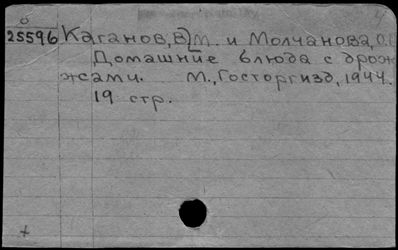 25596 Каганов, В[М. и Молчанова, О.
Домашние блюда с дрож
жами. М., Госторгизд, 1944.
19 стр.